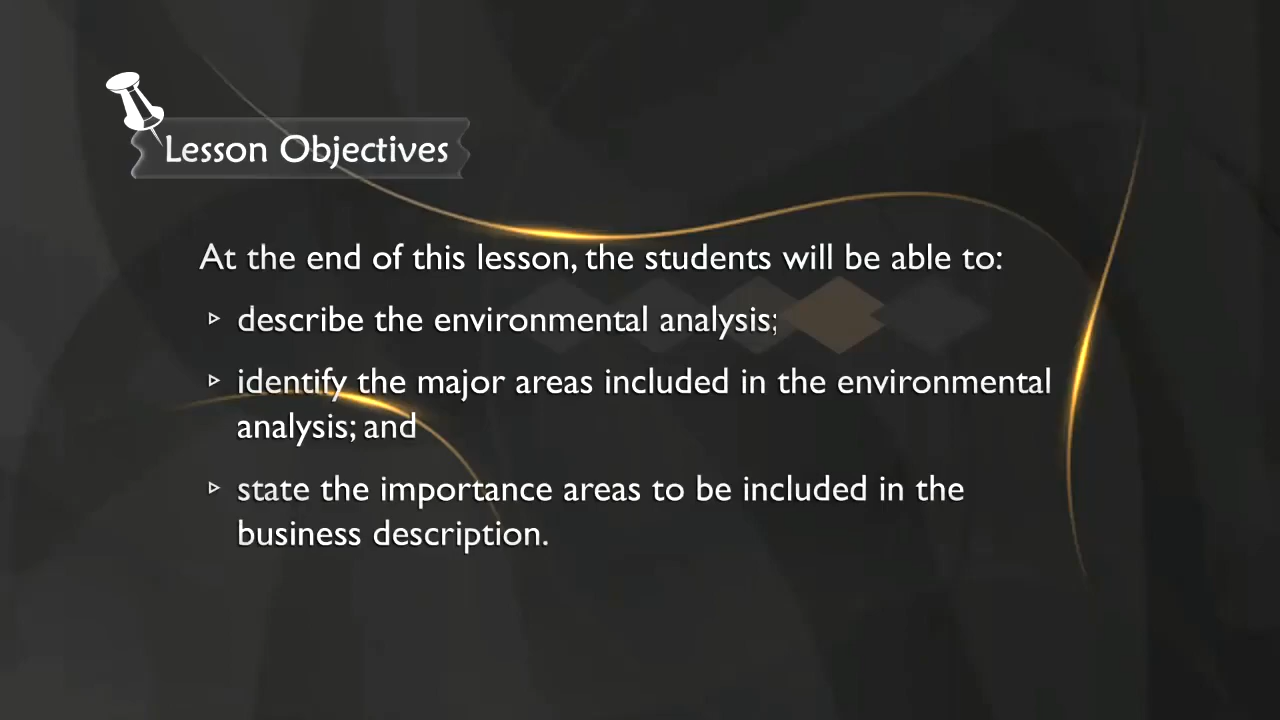 Lesson Objectives
At the end of this lesson, the students will be able to:
describe the environmental analysis;
identify the major areas included in the environmental
analysis; and
state the importance areas to be included in the
business description.